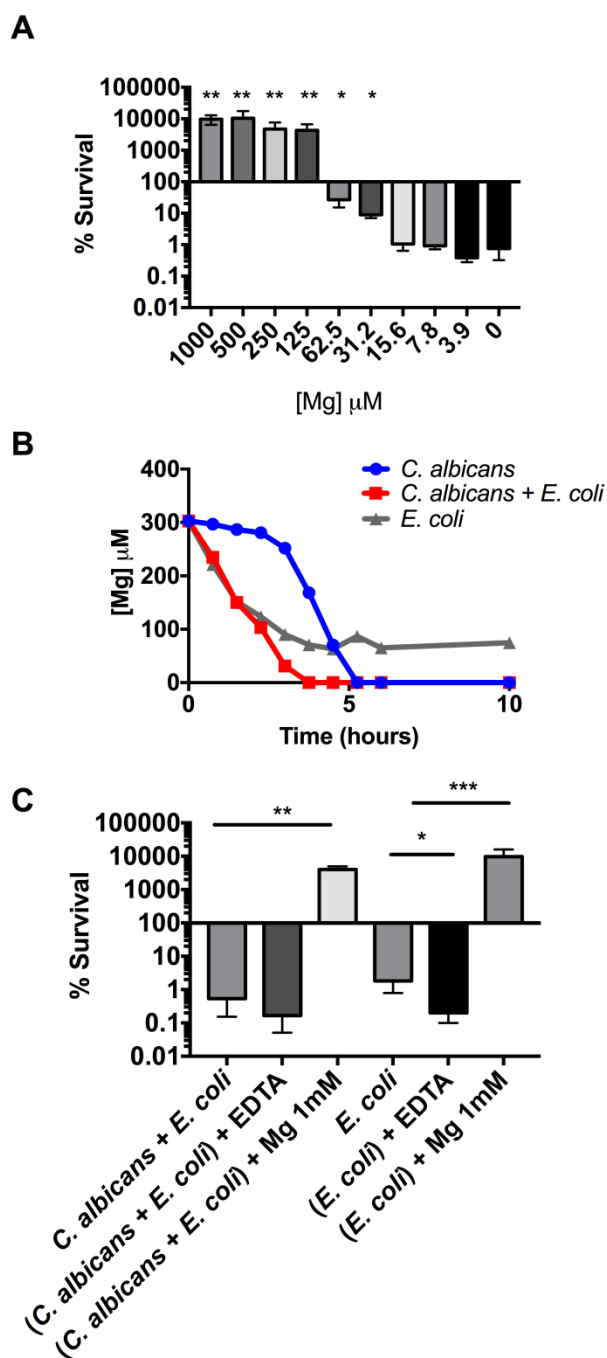 A
100000
** ** ** ** * *
10000
1000
100
10
1
0.1
0.01
% Survival
1000 500 250 125 62.5 31.2 15.6 7.8 3.9 0
[Mg] μM
B
400
300
200
100
0
[Mg] μM
C. albicans
C. albicans + E. coli
E. coli
0 5 10
Time (hours)
C
***
**
*
100000
10000
1000
100
10
1
0.1
0.01
% Survival
C. albicans + E. coli
(C. albicans + E. coli) + EDTA
(C. albicans + E. coli) + Mg 1mM
E. coli
(E. coli) + EDTA
(E. coli) + Mg 1mM